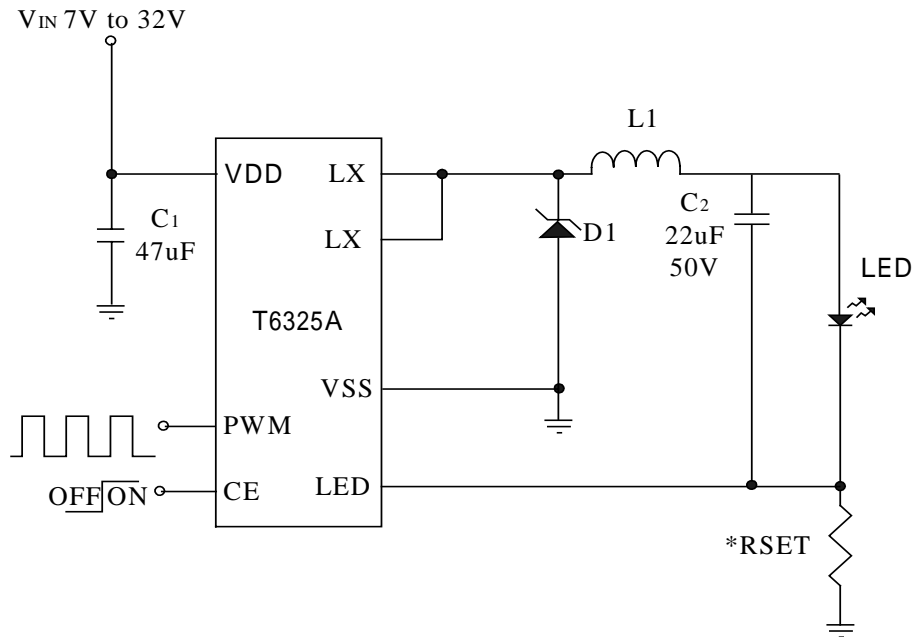 VIN 7V to 32V
L1
VDD
LX
C1
47uF
LX
D1
C2
22uF
50V
LED
T6325A
VSS
PWM
OFF ON
CE
LED
*RSET